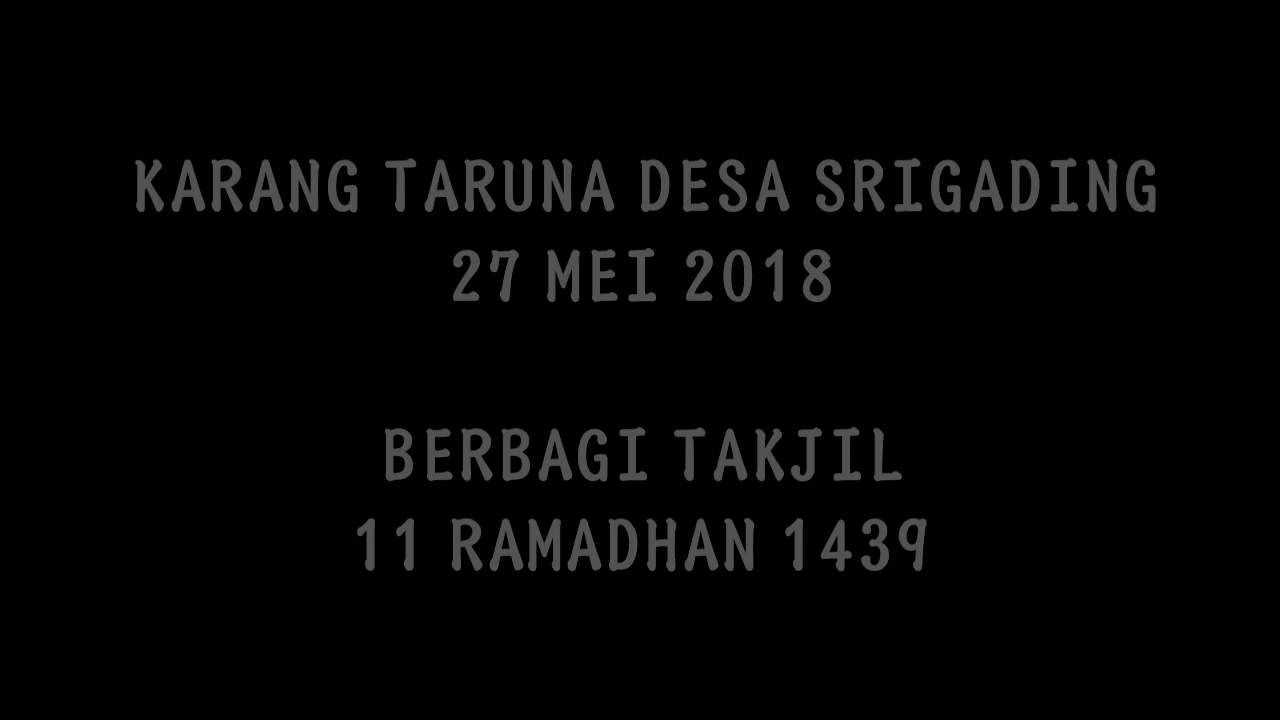 KARANG TARUNA DESA SRIGADING
27 MEI 2018
BERBAGI TAKJIL
11 RAMADHAN 1439